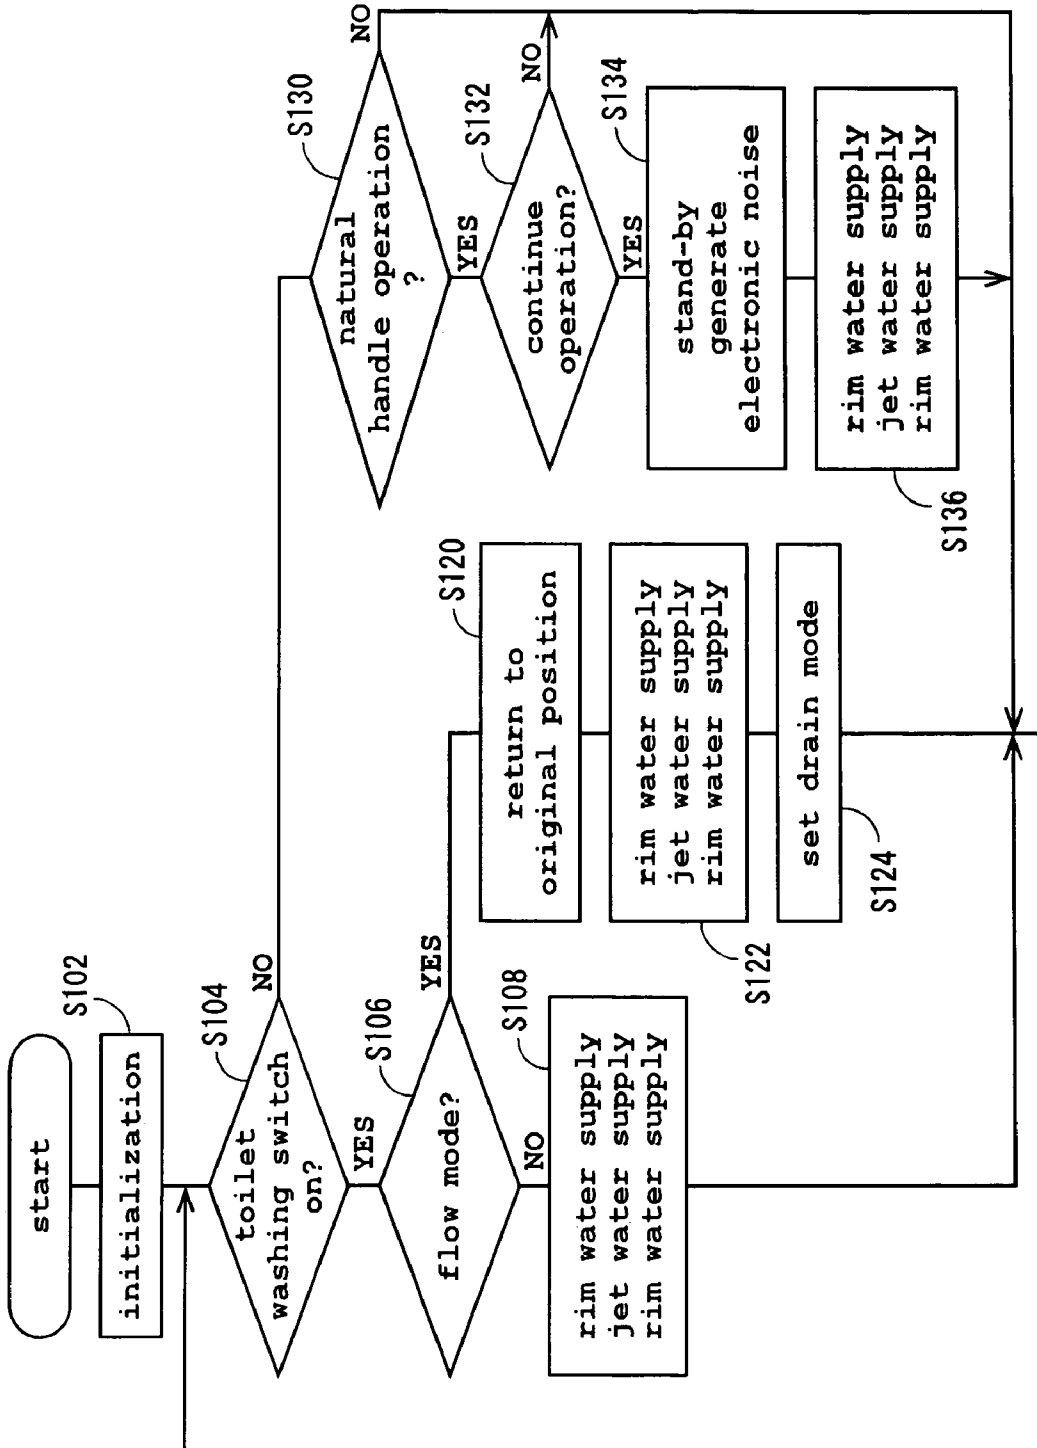 start
S102
initialization
S104
toilet
washing switch
on?
NO
YES
S106
flow mode?
YES
NO
S108
rim water supply
jet water supply
rim water supply
S120
return to
original position
rim water supply
jet water supply
rim water supply
S122
set drain mode
S124
S130
natural
handle operation
?
NO
YES
S132
continue
operation?
NO
YES
S134
stand-by
generate
electronic noise
rim water supply
jet water supply
rim water supply
S136